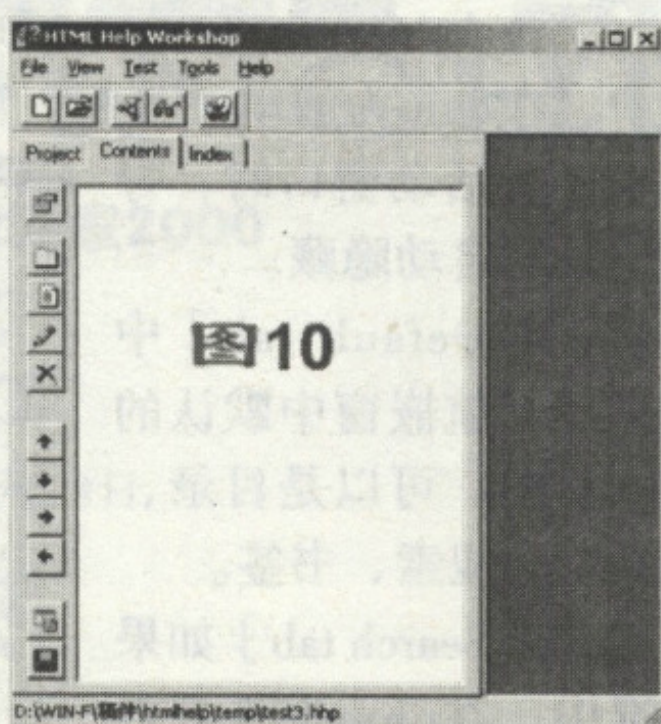 HTML Help Workshop
File View Test Tools Help
Project Contents Index
图10
D:\WIN-F\稿件\htmlhelp\temp\test3.hhp